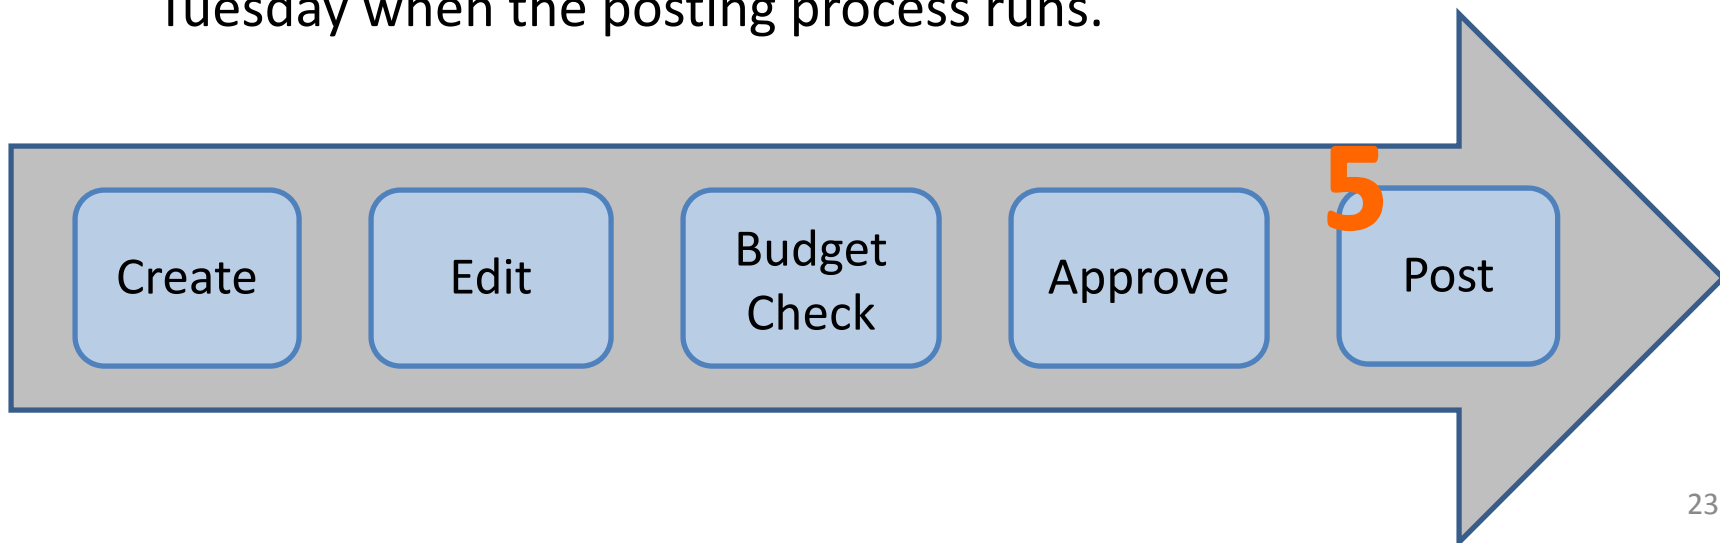 Tuesday when the posting process runs.
5
Create
Edit
Budget
Check
Approve
Post
23